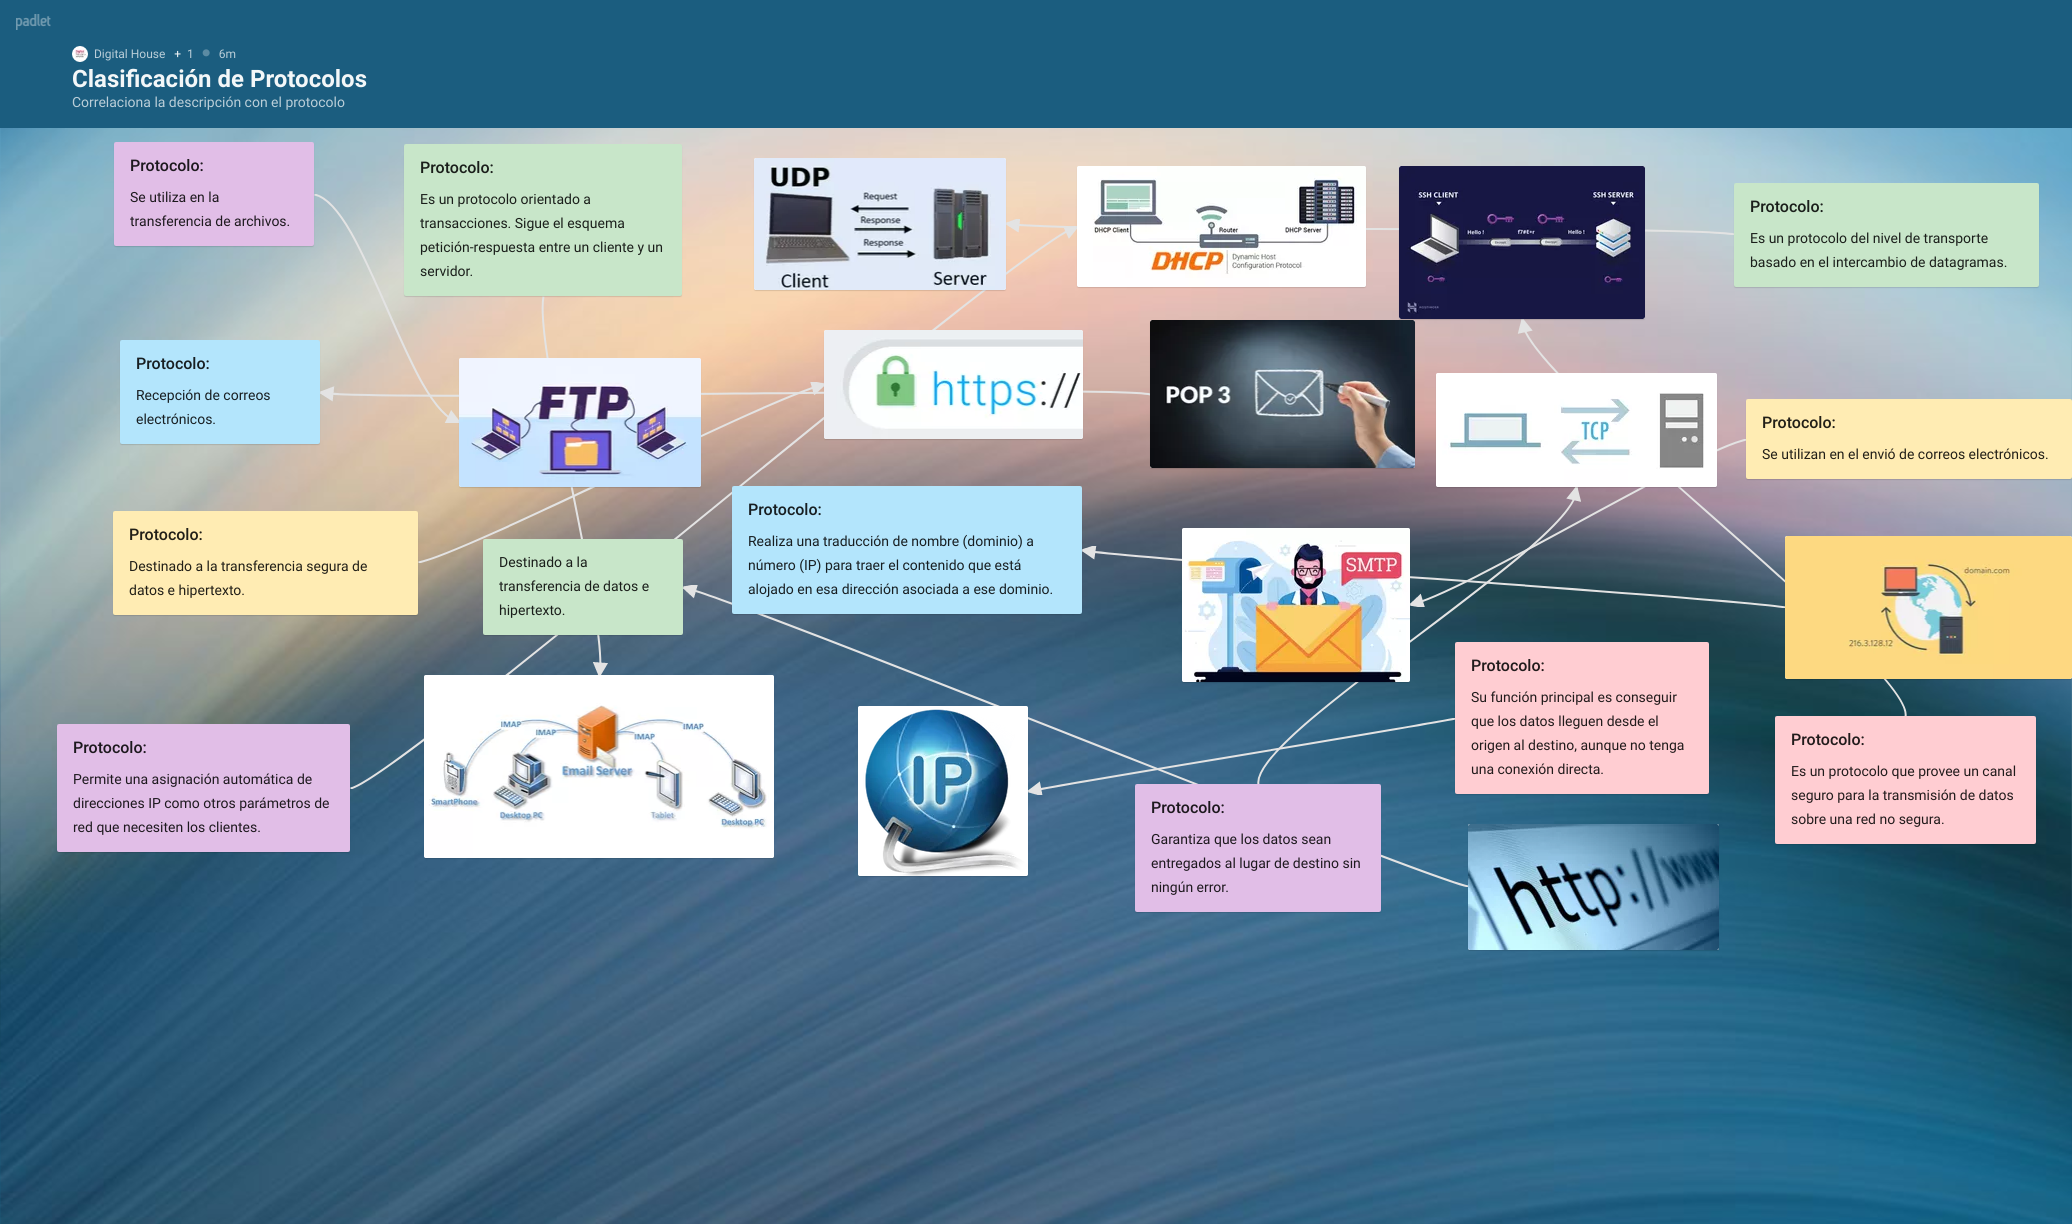 padlet
Digital House + 1 6m
Clasificación de Protocolos
Correlaciona la descripción con el protocolo
Protocolo:
Se utiliza en la
transferencia de archivos.
Protocolo:
Es un protocolo orientado a
transacciones. Sigue el esquema
petición-respuesta entre un cliente y un
servidor.
UDP
Request
Response
Response
Client
Server
DHCP Client
Router
DHCP Server
DHCP
Dynamic Host
Configuration Protocol
SSH CLIENT
SSH SERVER
Hello !
Hello !
Protocolo:
Es un protocolo del nivel de transporte
basado en el intercambio de datagramas.
Protocolo:
Recepción de correos
electrónicos.
FTP
https://
POP 3
TCP
Protocolo:
Se utilizan en el envió de correos electrónicos.
Protocolo:
Destinado a la transferencia segura de
datos e hipertexto.
Destinado a la
transferencia de datos e
hipertexto.
Protocolo:
Realiza una traducción de nombre (dominio) a
número (IP) para traer el contenido que está
alojado en esa dirección asociada a ese dominio.
SMTP
domain.com
216.3.128.12
Protocolo:
Permite una asignación automática de
direcciones IP como otros parámetros de
red que necesiten los clientes.
IMAP
IMAP
IMAP
IMAP
Email Server
SmartPhone
Desktop PC
Tablet
Desktop PC
IP
Protocolo:
Su función principal es conseguir
que los datos lleguen desde el
origen al destino, aunque no tenga
una conexión directa.
Protocolo:
Es un protocolo que provee un canal
seguro para la transmisión de datos
sobre una red no segura.
Protocolo:
Garantiza que los datos sean
entregados al lugar de destino sin
ningún error.
http://www